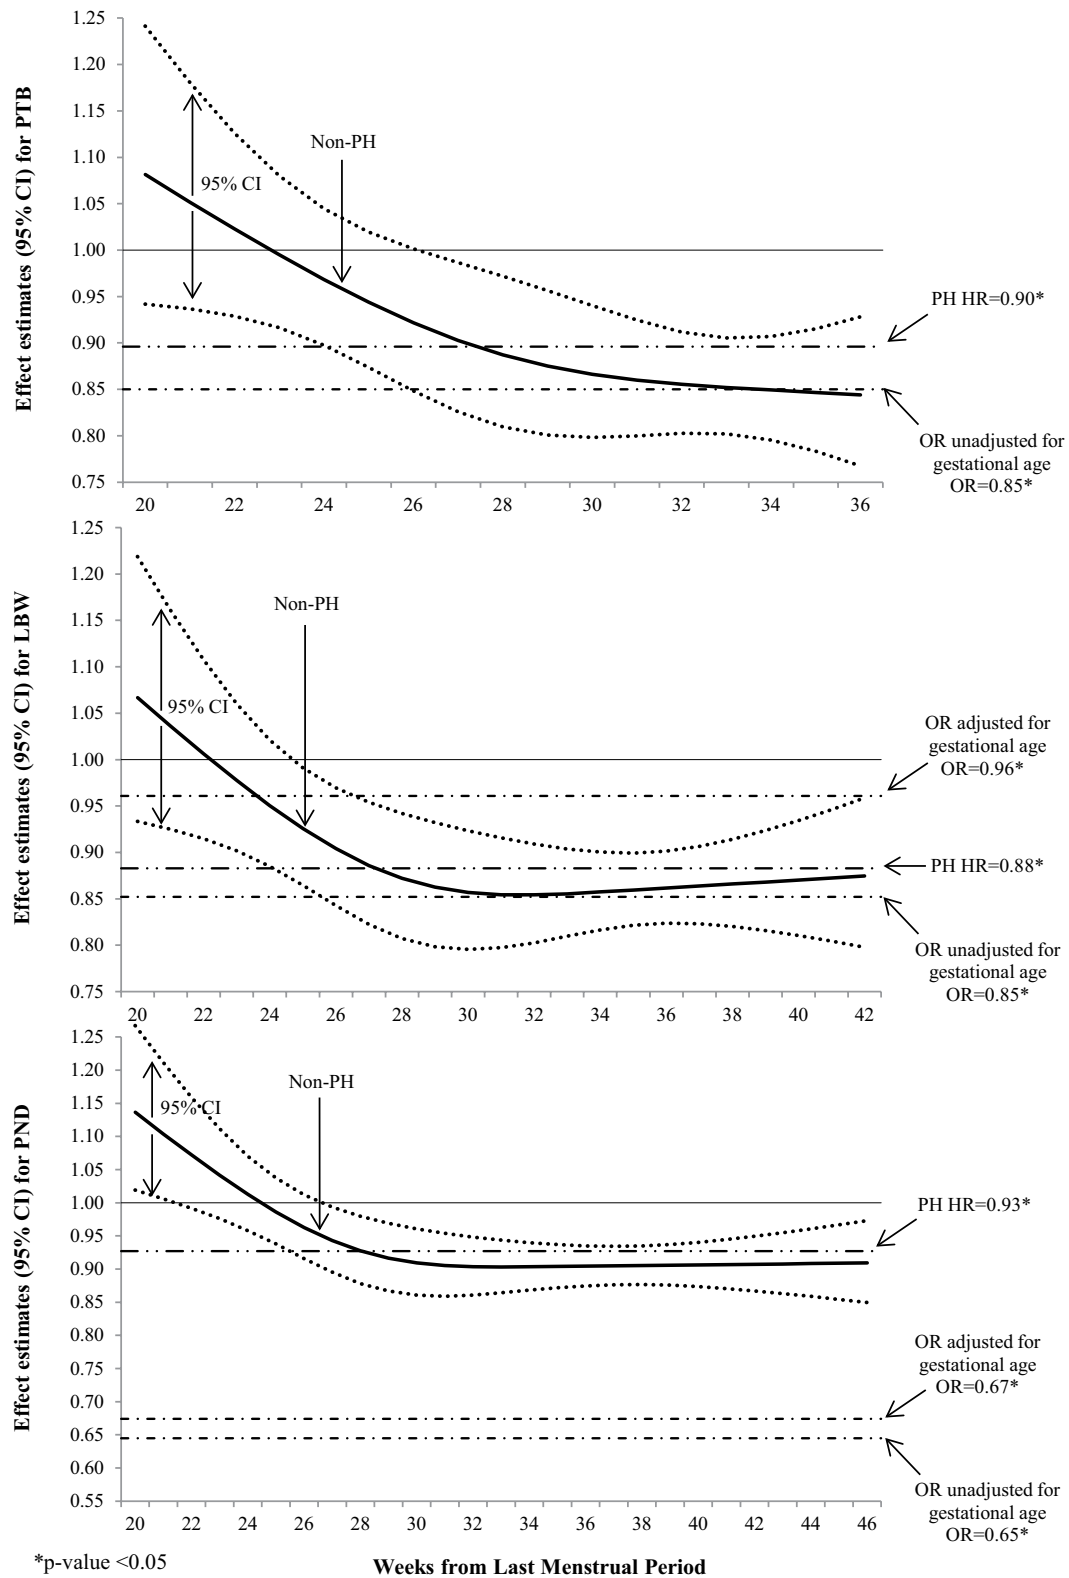 Effect estimates (95% CI) for PTB
1.25
1.20
1.15
1.10
1.05
1.00
0.95
0.90
0.85
0.80
0.75
Non-PH
95% CI
PH HR=0.90*
OR unadjusted for
gestational age
OR=0.85*
20 22 24 26 28 30 32 34 36
Effect estimates (95% CI) for LBW
1.25
1.20
1.15
1.10
1.05
1.00
0.95
0.90
0.85
0.80
0.75
Non-PH
95% CI
OR adjusted for
gestational age
OR=0.96*
PH HR=0.88*
OR unadjusted for
gestational age
OR=0.85*
20 22 24 26 28 30 32 34 36 38 40 42
Effect estimates (95% CI) for PND
1.25
1.20
1.15
1.10
1.05
1.00
0.95
0.90
0.85
0.80
0.75
0.70
0.65
0.60
0.55
Non-PH
95% CI
PH HR=0.93*
OR adjusted for
gestational age
OR=0.67*
OR unadjusted for
gestational age
OR=0.65*
20 22 24 26 28 30 32 34 36 38 40 42 44 46
*p-value <0.05
Weeks from Last Menstrual Period